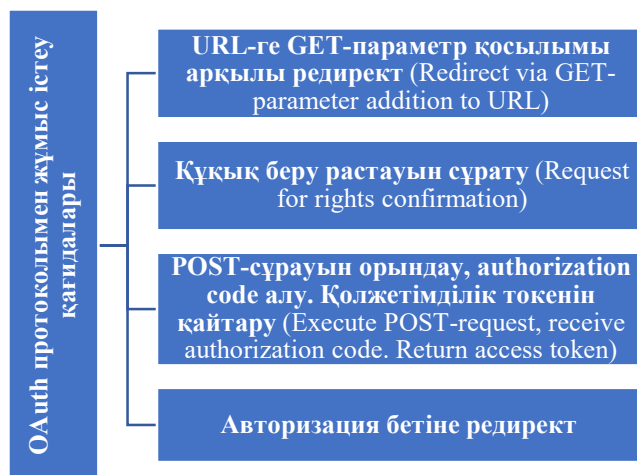 OAuth протоколымен жұмыс істеу
қағидалары
URL-ге GET-параметр қосылымы
арқылы редирект (Redirect via GET-
parameter addition to URL)
Құқық беру растауын сұрату (Request
for rights confirmation)
POST-сұрауын орындау, authorization
code алу. Қолжетімділік токенін
қайтару (Execute POST-request, receive
authorization code. Return access token)
Авторизация бетіне редирект